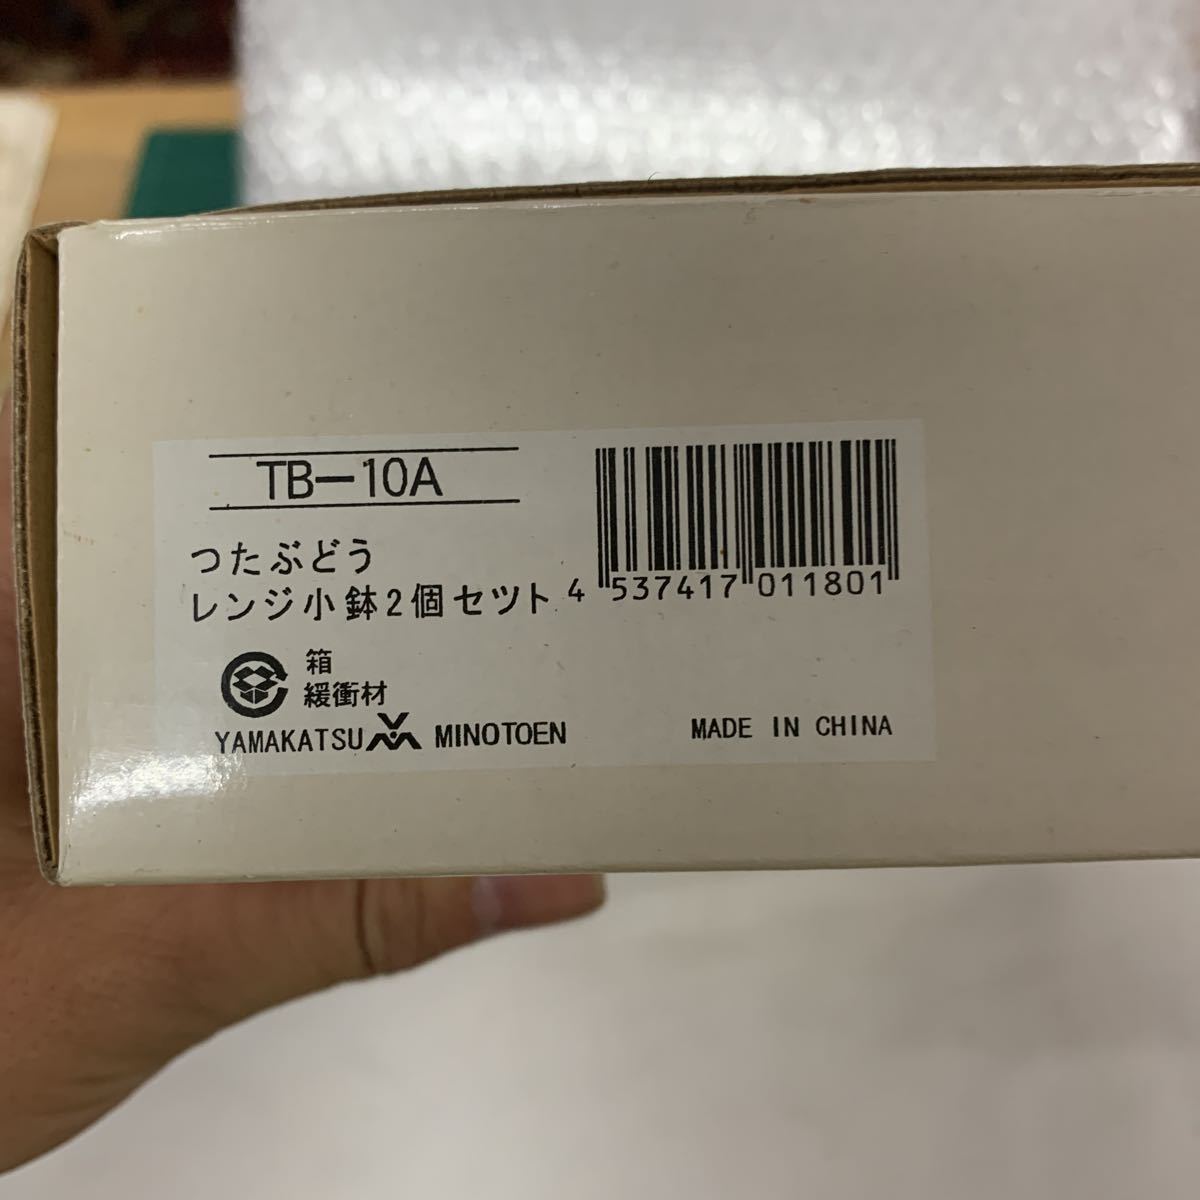 TB-10A
つたぶどう
レンジ小鉢2個セット
4 537417 011801
箱
緩衝材
YAMAKATSU MINOTOEN
MADE IN CHINA